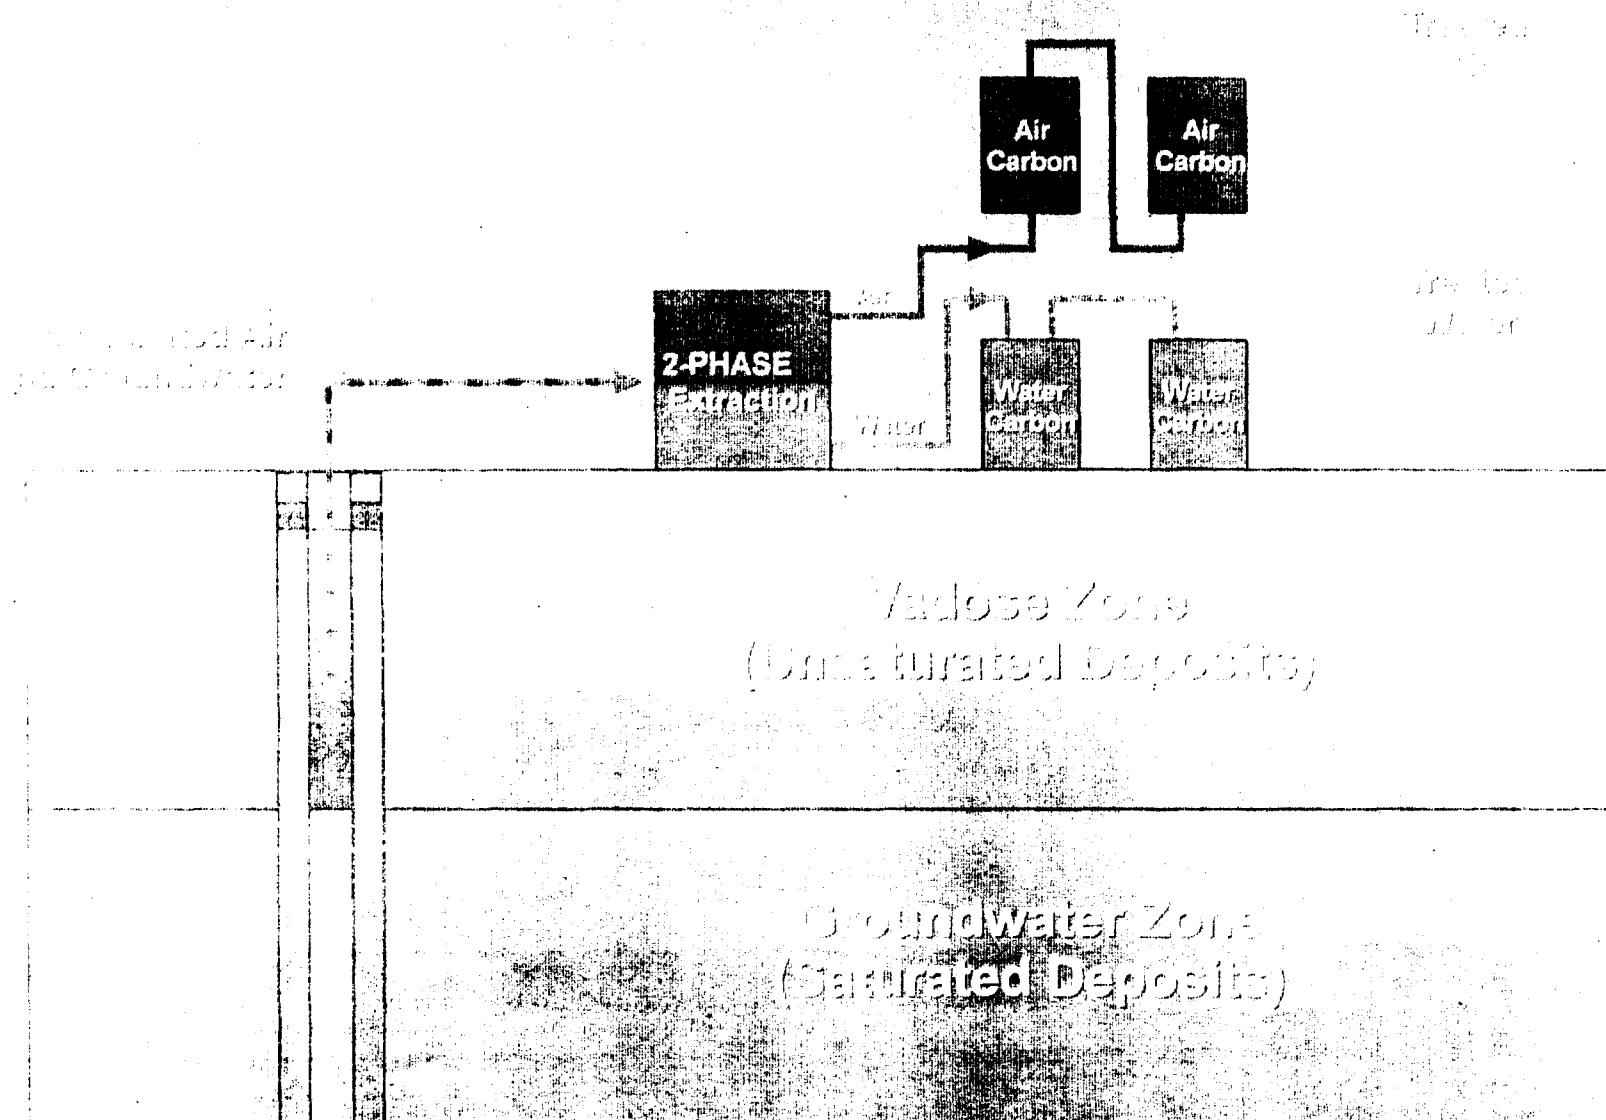 Air
Carbon
Air
Carbon
Air
2-PHASE
Extraction
Water
Water
Carbon
Water
Carbon
Vadose Zone
(Unsaturated Deposits)
Groundwater Zone
(Saturated Deposits)